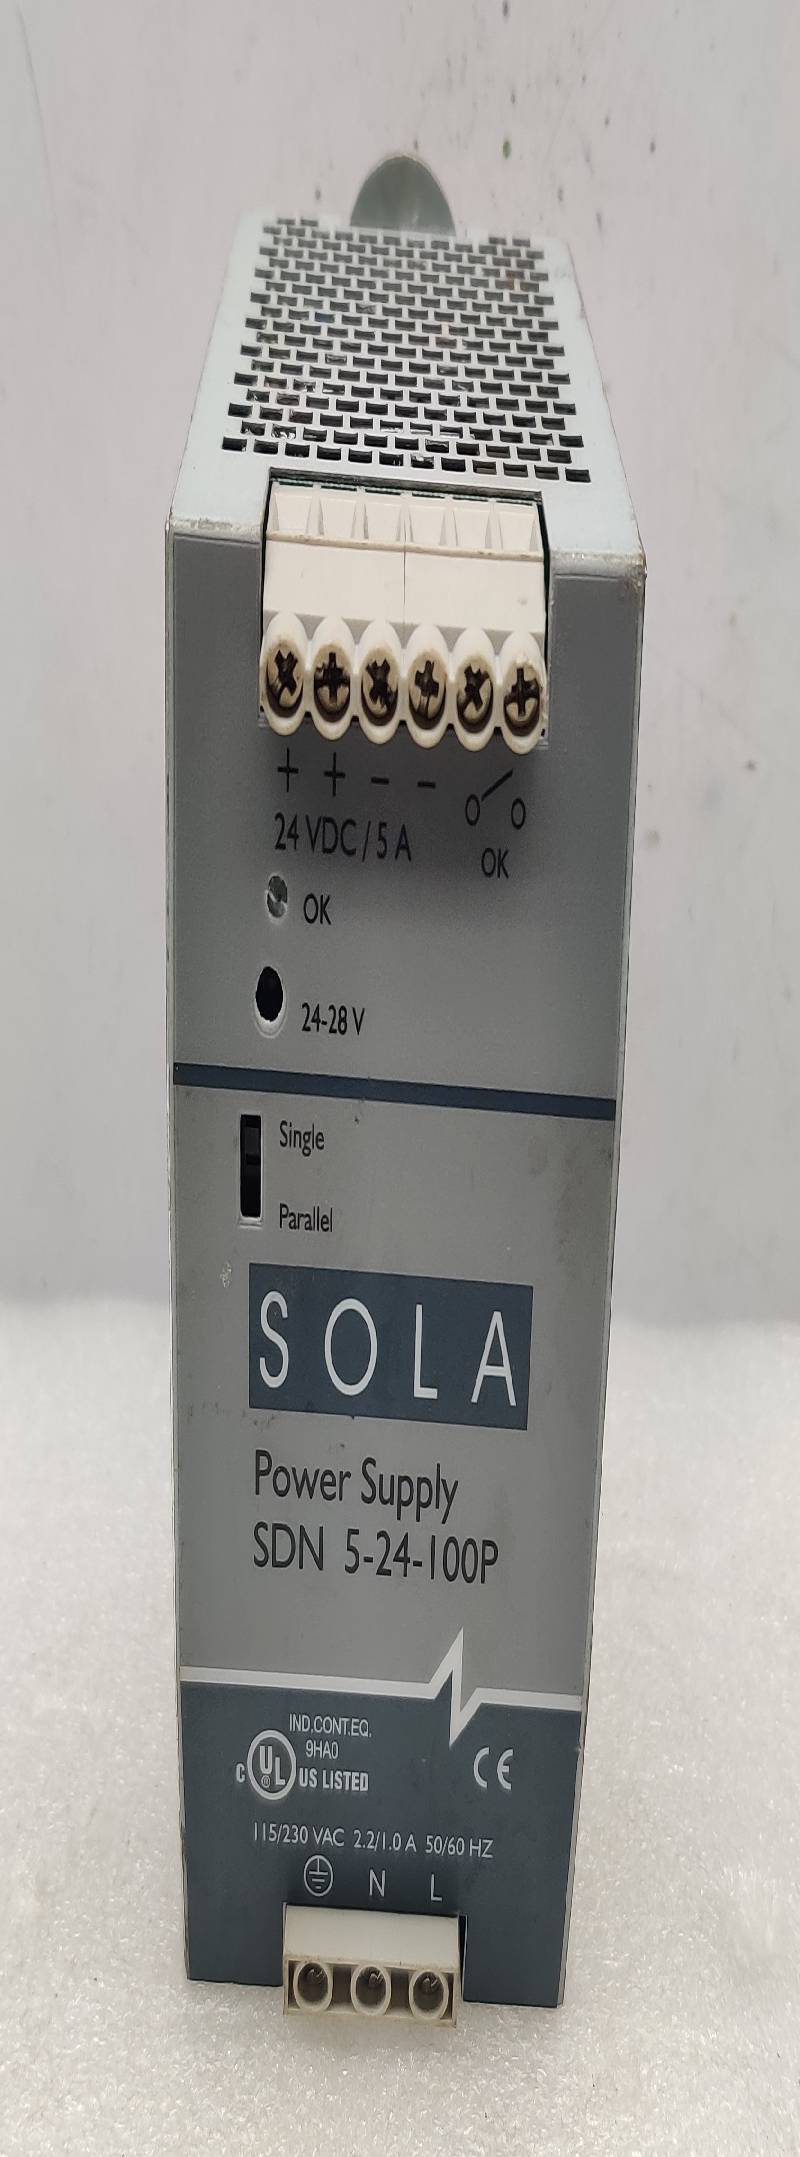 + + - -
24 VDC / 5 A
OK
OK
24-28 V
Single
Parallel
SOLA
Power Supply
SDN 5-24-100P
IND.CONT.EQ.
9HA0
C UL ® US LISTED
CE
115/230 VAC 2.2/1.0 A 50/60 HZ
N L